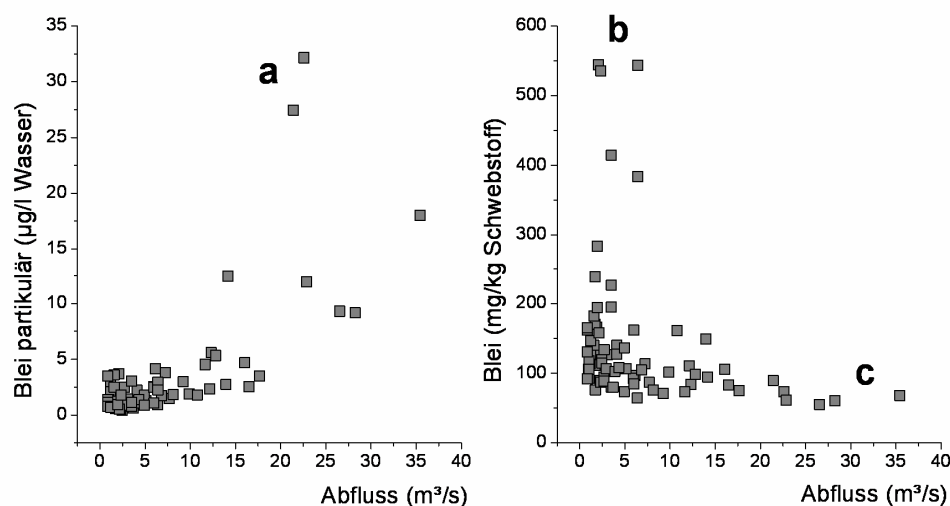 a
Blei partikulär (µg/l Wasser)
35
30
25
20
15
10
5
0
0 5 10 15 20 25 30 35 40
Abfluss (m³/s)
b
c
Blei (mg/kg Schwebstoff)
600
500
400
300
200
100
0
0 5 10 15 20 25 30 35 40
Abfluss (m³/s)